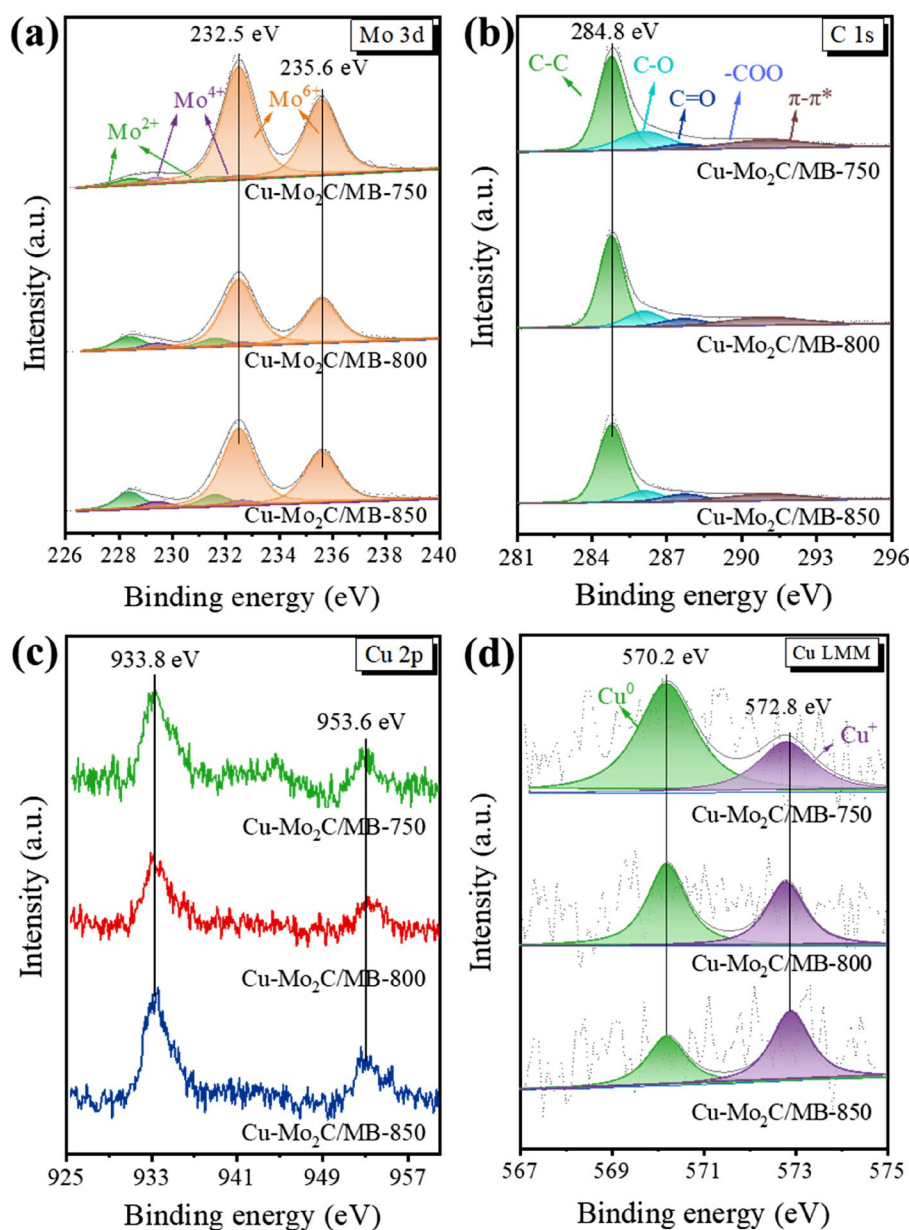 (a)
Mo 3d
232.5 eV
235.6 eV
Mo²⁺
Mo⁴⁺
Mo⁶⁺
Cu-Mo₂C/MB-750
Cu-Mo₂C/MB-800
Cu-Mo₂C/MB-850
Intensity (a.u.)
226 228 230 232 234 236 238 240
Binding energy (eV)
(b)
C 1s
284.8 eV
C-C
C-O
C=O
-COO
π-π*
Cu-Mo₂C/MB-750
Cu-Mo₂C/MB-800
Cu-Mo₂C/MB-850
Intensity (a.u.)
281 284 287 290 293 296
Binding energy (eV)
(c)
Cu 2p
933.8 eV
953.6 eV
Cu-Mo₂C/MB-750
Cu-Mo₂C/MB-800
Cu-Mo₂C/MB-850
Intensity (a.u.)
925 933 941 949 957
Binding energy (eV)
(d)
Cu LMM
570.2 eV
572.8 eV
Cu⁰
Cu⁺
Cu-Mo₂C/MB-750
Cu-Mo₂C/MB-800
Cu-Mo₂C/MB-850
Intensity (a.u.)
567 569 571 573 575
Binding energy (eV)